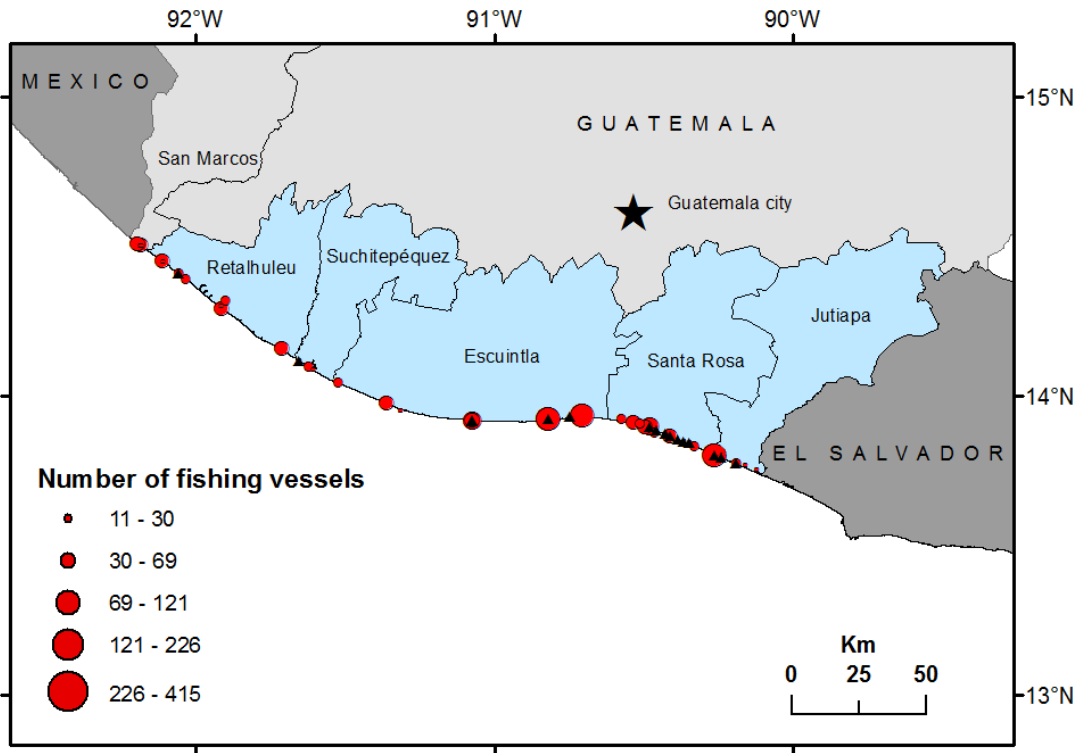 92°W 91°W 90°W
MEXICO
15°N
GUATEMALA
San Marcos
Guatemala city
Suchitepéquez
Retalhuleu
Jutiapa
Escuintla
Santa Rosa
14°N
EL SALVADOR
Number of fishing vessels
11 - 30
30 - 69
69 - 121
121 - 226
226 - 415
Km
0 25 50
13°N